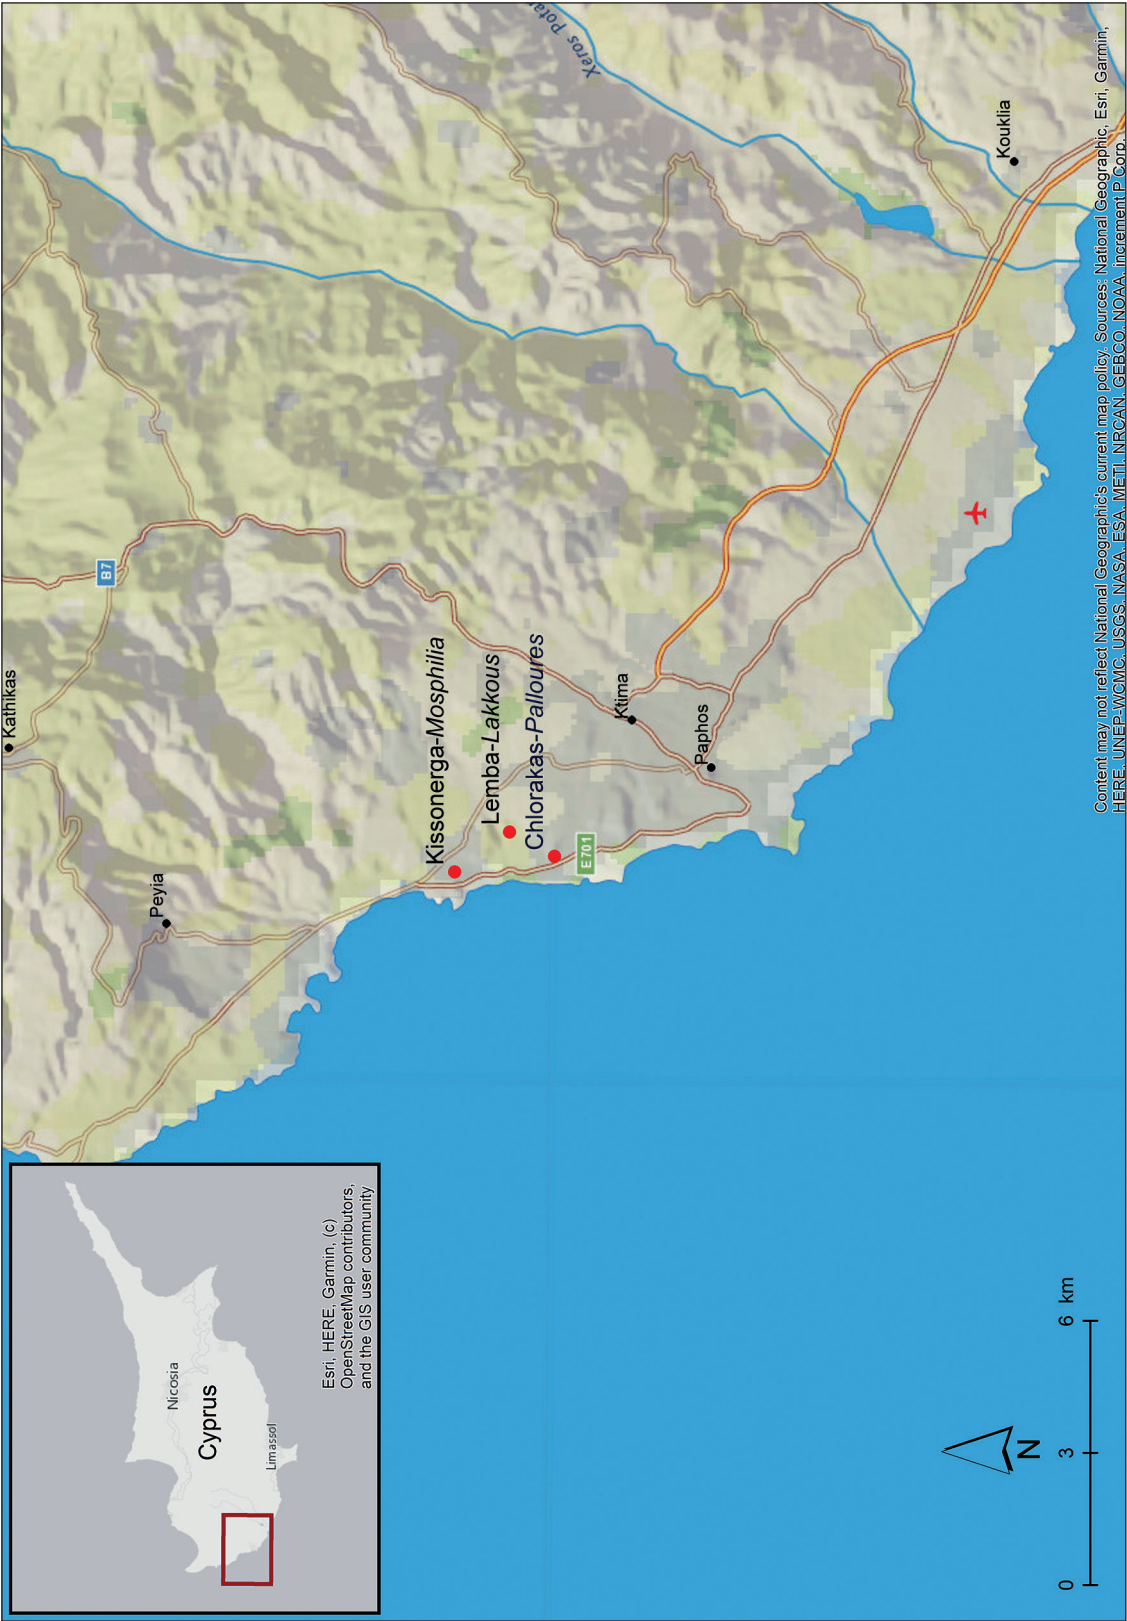 Kathikas
B7
Peyia
Xeros Pota
Kissonerga-Mosphilia
Lemba-Lakkous
Chlorakas-Palloures
E701
Ktima
Paphos
Kouklia
Nicosia
Cyprus
Limassol
Esri, HERE, Garmin, (c)
OpenStreetMap contributors,
and the GIS user community
N
0 3 6 km
Content may not reflect National Geographic's current map policy. Sources: National Geographic, Esri, Garmin,
HERE, UNEP-WCMC, USGS, NASA, ESA, METI, NRCAN, GEBCO, NOAA, increment P Corp.